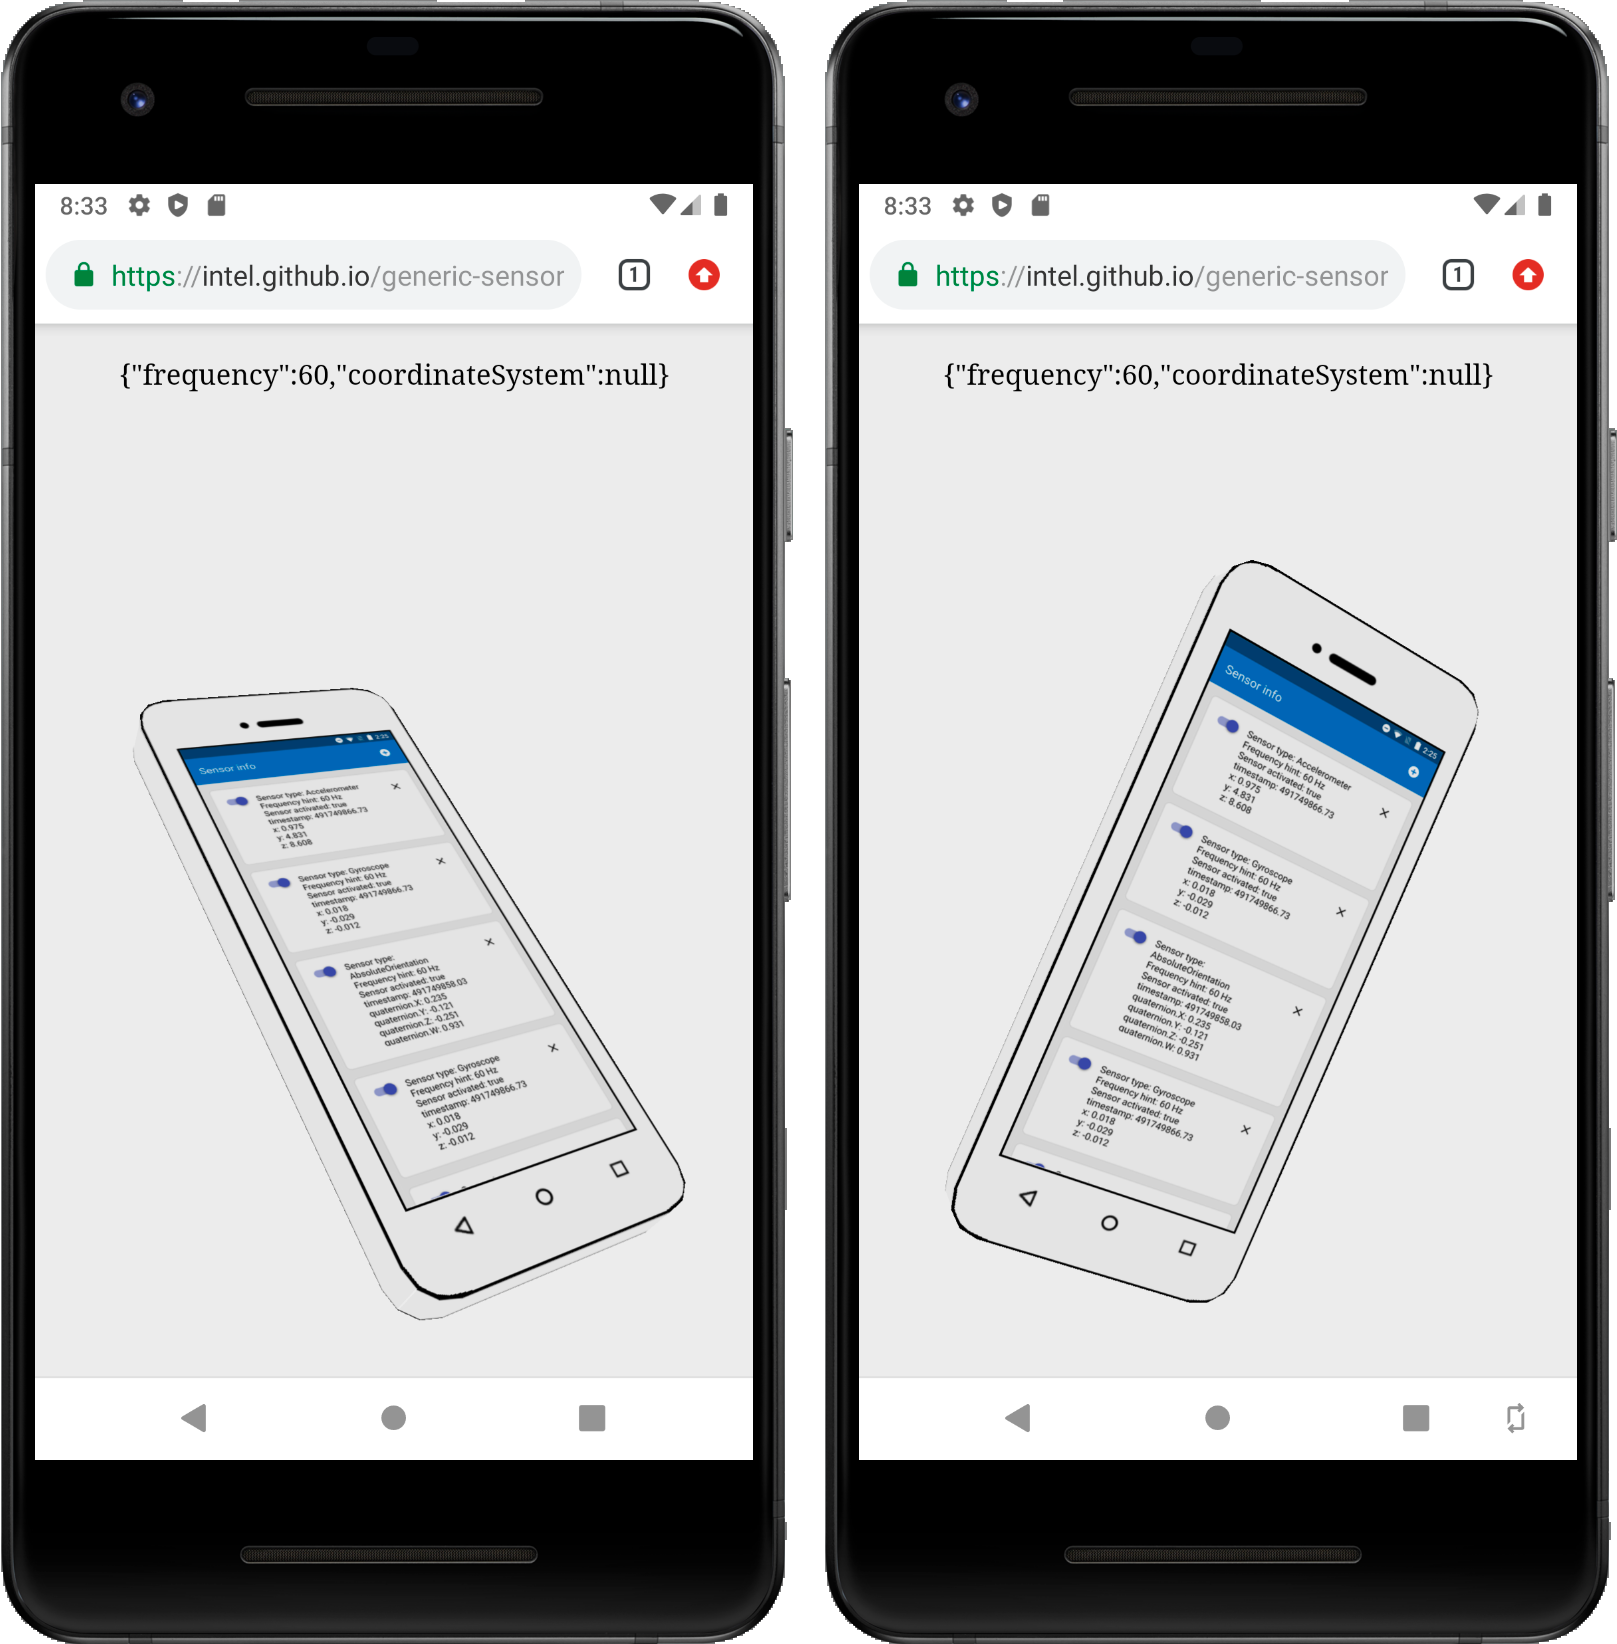 8:33
https://intel.github.io/generic-sensor
1
{"frequency":60,"coordinateSystem":null}
2:25
Sensor info
Sensor type: Accelerometer
Frequency hint: 60 Hz
Sensor activated: true
timestamp: 491749866.73
x: 0.975
y: 4.831
z: 8.608
Sensor type: Gyroscope
Frequency hint: 60 Hz
Sensor activated: true
timestamp: 491749866.73
x: 0.018
y: -0.029
z: -0.012
Sensor type:
AbsoluteOrientation
Frequency hint: 60 Hz
Sensor activated: true
timestamp: 491749858.03
quaternion.X: 0.235
quaternion.Y: -0.121
quaternion.Z: -0.251
quaternion.W: 0.931
Sensor type: Gyroscope
Frequency hint: 60 Hz
Sensor activated: true
timestamp: 491749866.73
x: 0.018
y: -0.029
z: -0.012
8:33
https://intel.github.io/generic-sensor
1
{"frequency":60,"coordinateSystem":null}
2:25
Sensor info
Sensor type: Accelerometer
Frequency hint: 60 Hz
Sensor activated: true
timestamp: 491749866.73
x: 0.975
y: 4.831
z: 8.608
Sensor type: Gyroscope
Frequency hint: 60 Hz
Sensor activated: true
timestamp: 491749866.73
x: 0.018
y: -0.029
z: -0.012
Sensor type:
AbsoluteOrientation
Frequency hint: 60 Hz
Sensor activated: true
timestamp: 491749858.03
quaternion.X: 0.235
quaternion.Y: -0.121
quaternion.Z: -0.251
quaternion.W: 0.931
Sensor type: Gyroscope
Frequency hint: 60 Hz
Sensor activated: true
timestamp: 491749866.73
x: 0.018
y: -0.029
z: -0.012